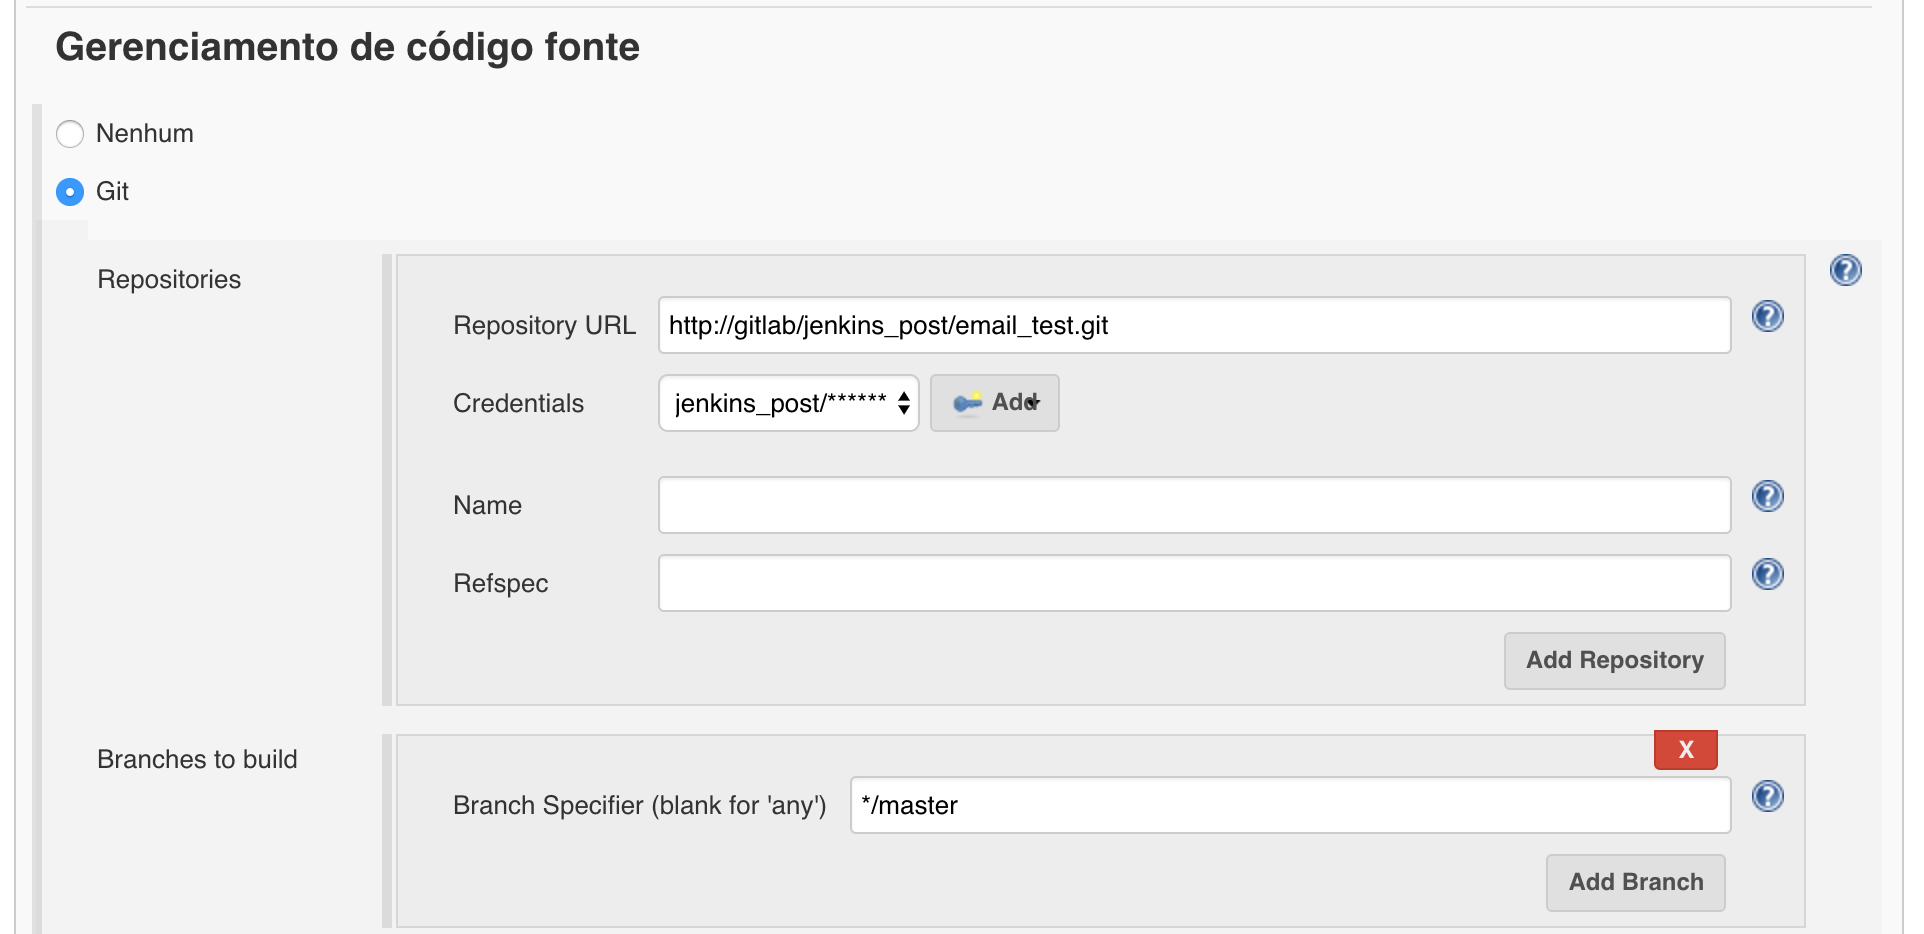 Gerenciamento de código fonte
Nenhum
Git
Repositories
Repository URL
http://gitlab/jenkins_post/email_test.git
Credentials
jenkins_post/******
Add
Name
Refspec
Add Repository
Branches to build
X
Branch Specifier (blank for 'any')
*/master
Add Branch